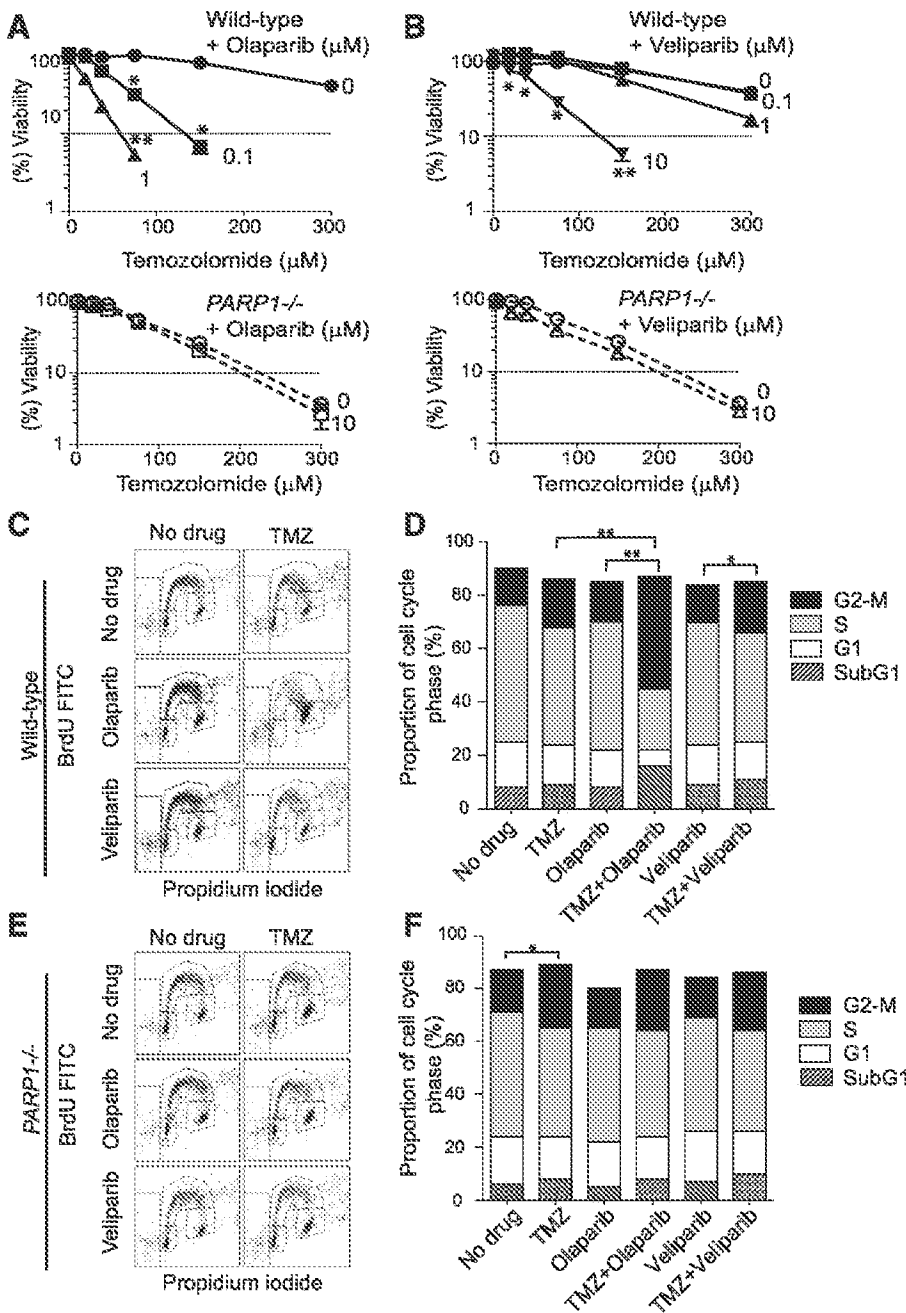 A
Wild-type
+ Olaparib (μM)
(%) Viability
100
10
1
0
0.1
1
*
**
*
0 100 200 300
Temozolomide (μM)
B
Wild-type
+ Veliparib (μM)
(%) Viability
100
10
1
0
0.1
1
10
* *
*
**
0 100 200 300
Temozolomide (μM)
PARP1-/-
+ Olaparib (μM)
(%) Viability
100
10
1
0
10
0 100 200 300
Temozolomide (μM)
PARP1-/-
+ Veliparib (μM)
(%) Viability
100
10
1
0
10
0 100 200 300
Temozolomide (μM)
C
No drug TMZ
Wild-type
BrdU FITC
No drug
Olaparib
Veliparib
Propidium iodide
D
Proportion of cell cycle
phase (%)
100
80
60
40
20
0
**
**
*
G2-M
S
G1
SubG1
No drug
TMZ
Olaparib
TMZ+Olaparib
Veliparib
TMZ+Veliparib
E
No drug TMZ
PARP1-/-
BrdU FITC
No drug
Olaparib
Veliparib
Propidium iodide
F
Proportion of cell cycle
phase (%)
100
80
60
40
20
0
*
G2-M
S
G1
SubG1
No drug
TMZ
Olaparib
TMZ+Olaparib
Veliparib
TMZ+Veliparib